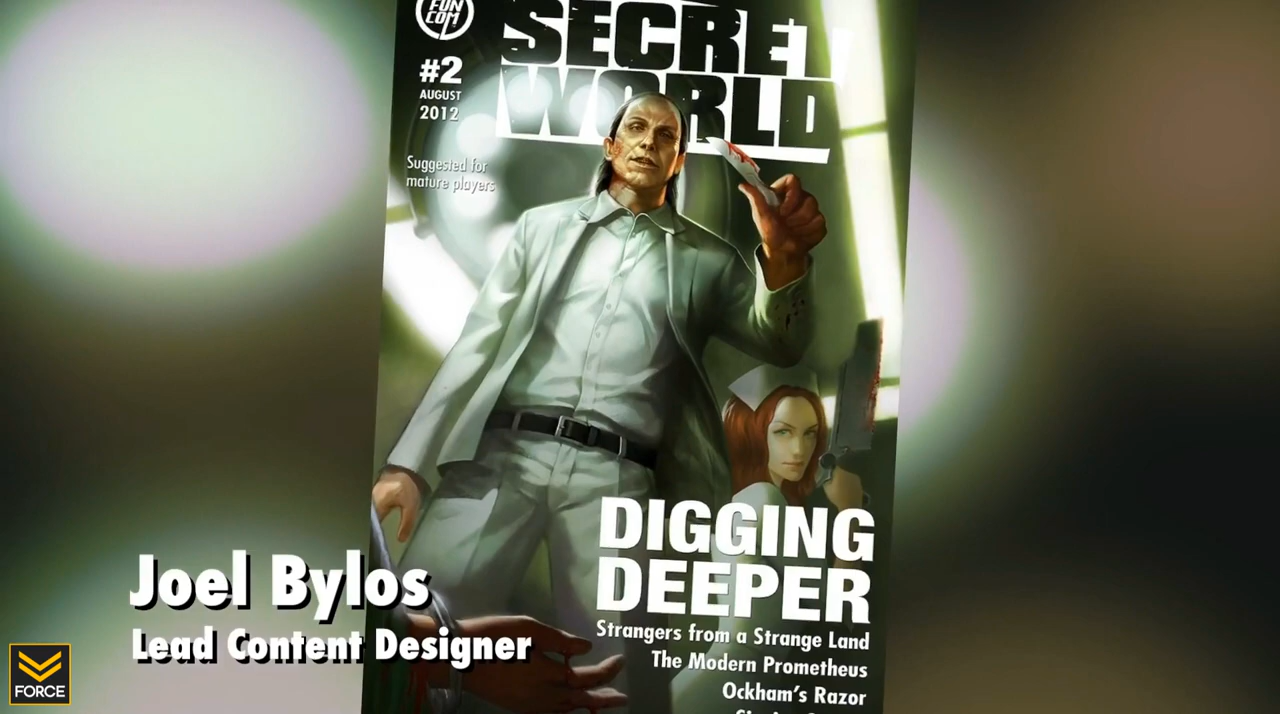 FUN
COM
SECRET
WORLD
#2
AUGUST
2012
Suggested for
mature players
DIGGING
DEEPER
Strangers from a Strange Land
The Modern Prometheus
Ockham's Razor
Joel Bylos
Lead Content Designer
FORCE